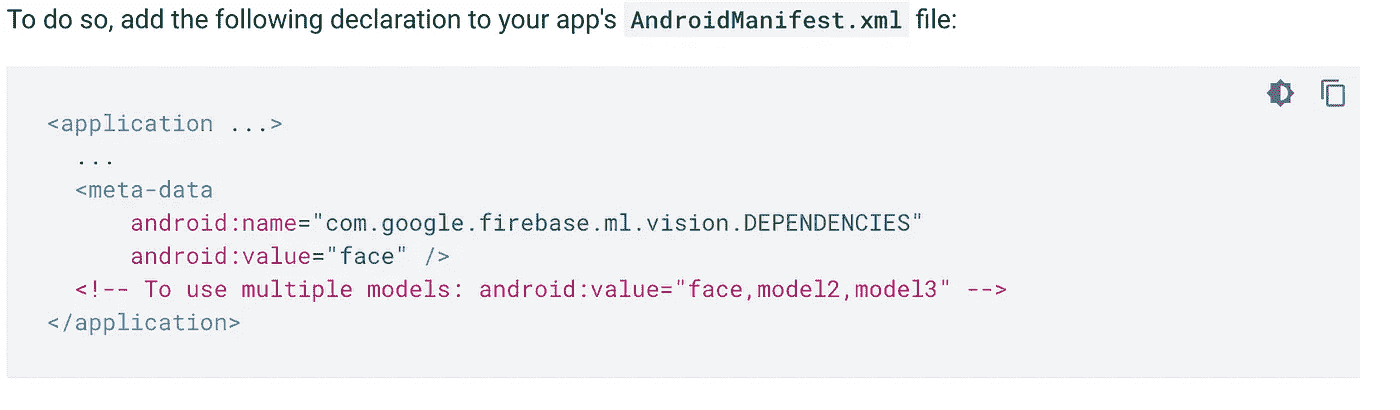 To do so, add the following declaration to your app's AndroidManifest.xml file:
<application ...>
  ...
  <meta-data
      android:name="com.google.firebase.ml.vision.DEPENDENCIES"
      android:value="face" />
  <!-- To use multiple models: android:value="face,model2,model3" -->
</application>